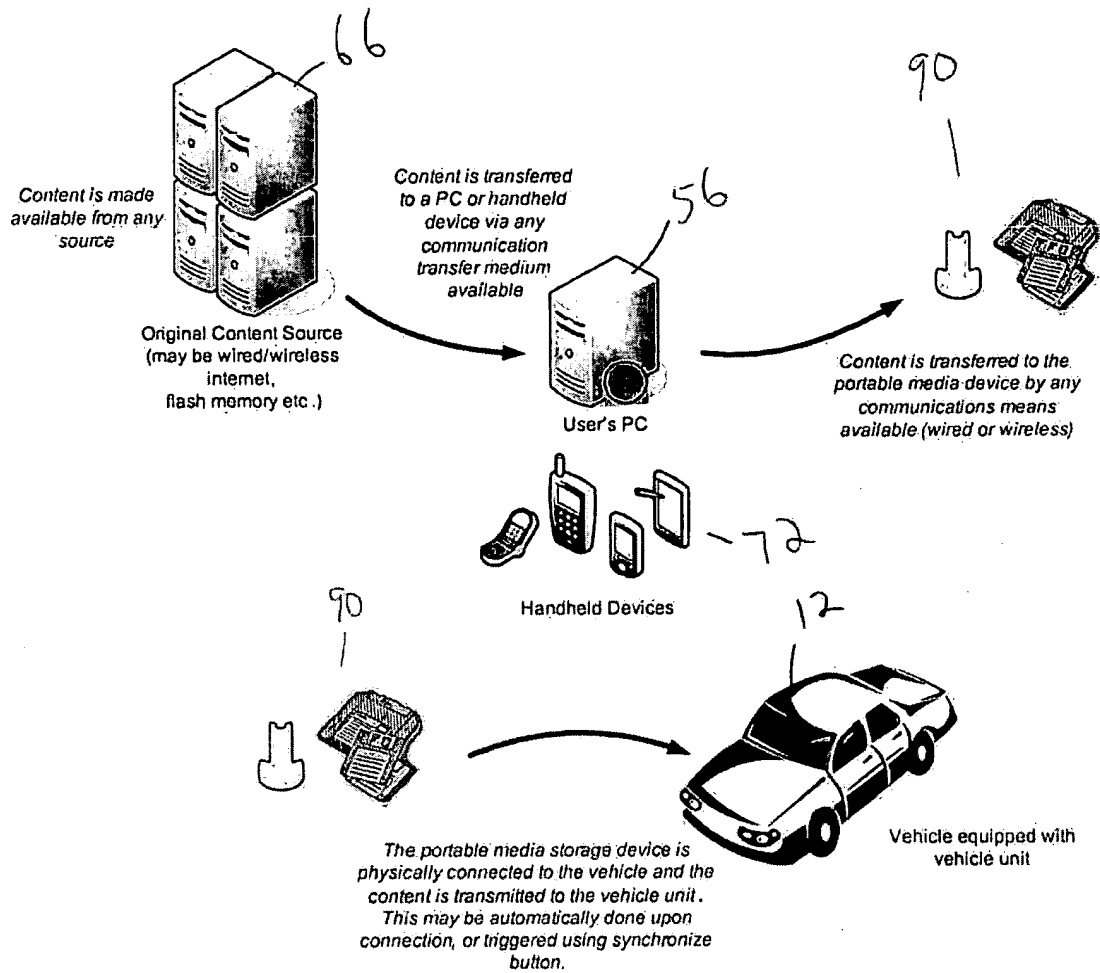 66
90
Content is made
available from any
source
Content is transferred
to a PC or handheld
device via any
communication
transfer medium
available
56
Original Content Source
(may be wired/wireless
internet,
flash memory etc.)
User's PC
Content is transferred to the
portable media device by any
communications means
available (wired or wireless)
72
Handheld Devices
90
12
Vehicle equipped with
vehicle unit
The portable media storage device is
physically connected to the vehicle and the
content is transmitted to the vehicle unit.
This may be automatically done upon
connection, or triggered using synchronize
button.